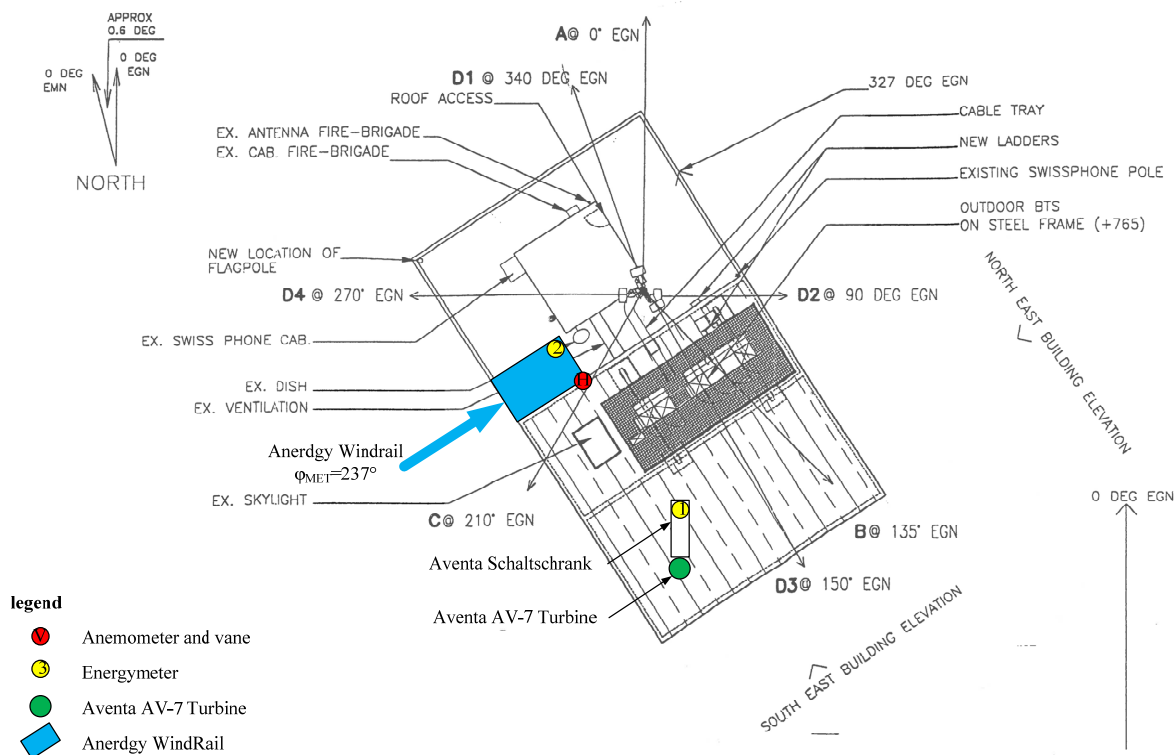 APPROX
0.6 DEG
0 DEG
EGN
0 DEG
EMN
NORTH
A@ 0° EGN
D1 @ 340 DEG EGN
ROOF ACCESS
EX. ANTENNA FIRE-BRIGADE
EX. CAB. FIRE-BRIGADE
327 DEG EGN
CABLE TRAY
NEW LADDERS
EXISTING SWISSPHONE POLE
OUTDOOR BTS
ON STEEL FRAME (+765)
NEW LOCATION OF
FLAGPOLE
D4 @ 270° EGN
D2 @ 90 DEG EGN
NORTH EAST BUILDING ELEVATION
EX. SWISS PHONE CAB.
2
H
EX. DISH
EX. VENTILATION
Anerdgy Windrail
φMET=237°
EX. SKYLIGHT
C@ 210° EGN
1
0 DEG EGN
B@ 135° EGN
Aventa Schaltschrank
D3@ 150° EGN
Aventa AV-7 Turbine
SOUTH EAST BUILDING ELEVATION
legend
V Anemometer and vane
3 Energymeter
Aventa AV-7 Turbine
Anerdgy WindRail